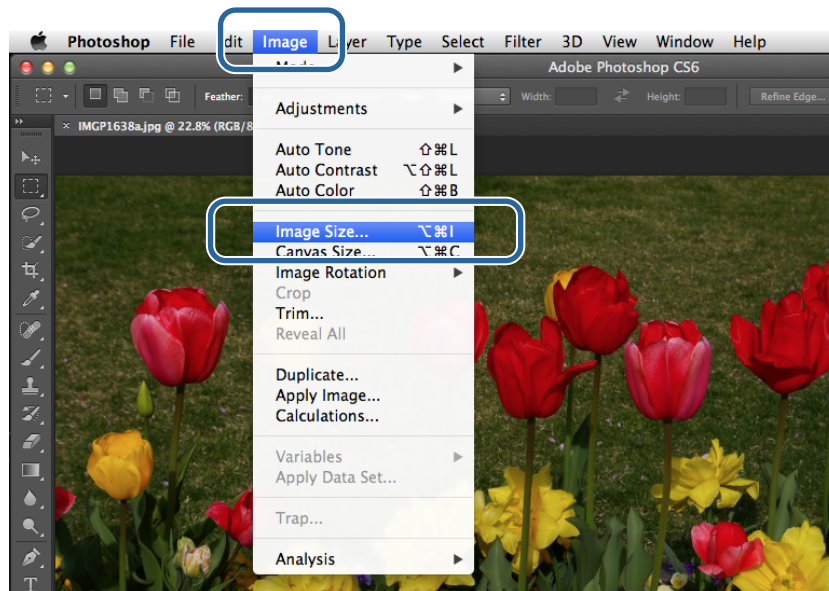 Photoshop File Edit Image Layer Type Select Filter 3D View Window Help
Mode
Adobe Photoshop CS6
Feather:
Width:
Height:
Refine Edge...
× IMGP1638a.jpg @ 22.8% (RGB/8
Adjustments
Auto Tone ⇧⌘L
Auto Contrast ⌥⇧⌘L
Auto Color ⇧⌘B
Image Size... ⌥⌘I
Canvas Size... ⌥⌘C
Image Rotation
Crop
Trim...
Reveal All
Duplicate...
Apply Image...
Calculations...
Variables
Apply Data Set...
Trap...
Analysis